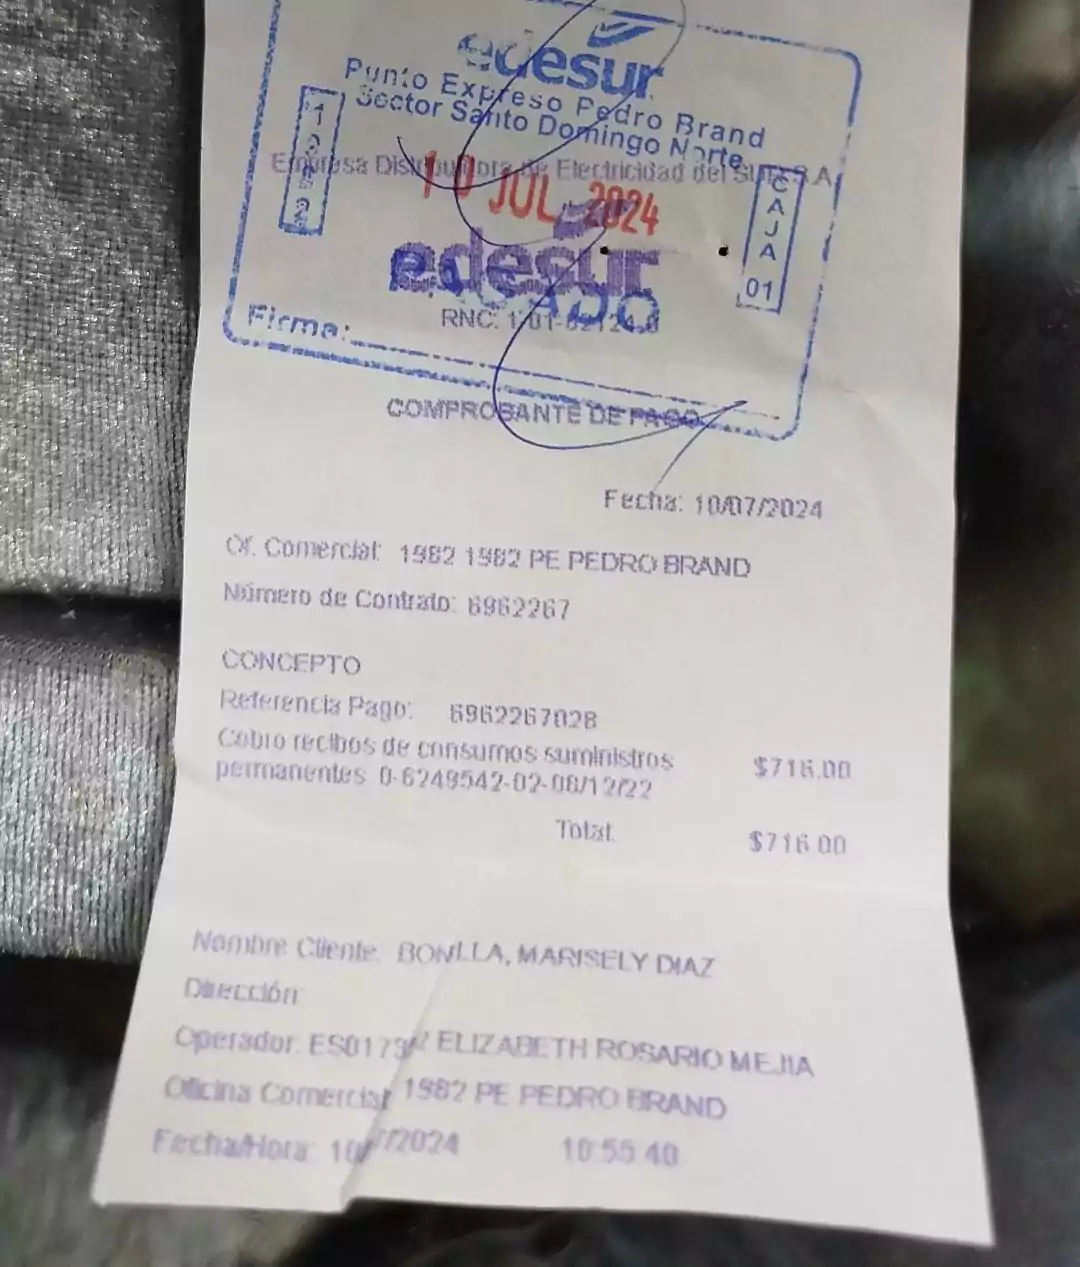 edesur
Punto Expreso Pedro Brand
Sector Santo Domingo Norte
Empresa Distribuidora de Electricidad del Sur, S.A.
10 JUL 2024
CAJA
01
edesur
PAGADO
RNC:
Firma:
COMPROBANTE DE PAGO
Fecha: 10/07/2024
Of. Comercial: 1982 1982 PE PEDRO BRAND
Número de Contrato: 6962267
CONCEPTO
Referencia Pago: 6962267028
Cobro recibos de consumos suministros $716.00
permanentes 0-6249542-02-08/12/22
Total: $716.00
Nombre Cliente: BONLLA, MARISELY DIAZ
Dirección:
Operador: ELIZABETH ROSARIO MEJIA
Oficina Comercial 1982 PE PEDRO BRAND
Fecha/Hora: 10/ 7/2024 10:55:40